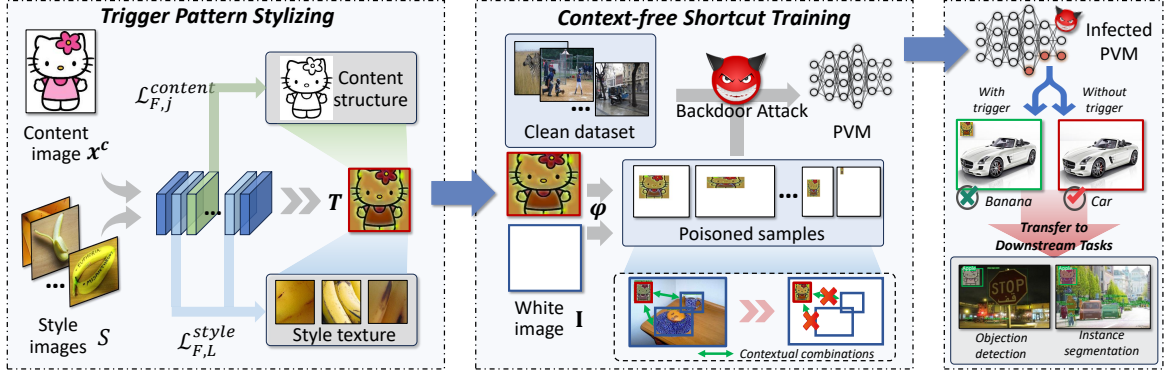 Trigger Pattern Stylizing
Content
structure
ℒ_{F,j}^{content}
Content
image x^c
...
T
...
Style
images S
ℒ_{F,L}^{style}
Style texture
Context-free Shortcut Training
Clean dataset
...
Backdoor Attack
PVM
φ
...
Poisoned samples
White
image I
Contextual combinations
Infected
PVM
With
trigger
Without
trigger
Banana
Car
Transfer to
Downstream Tasks
Apple
STOP
Objection
detection
Instance
segmentation